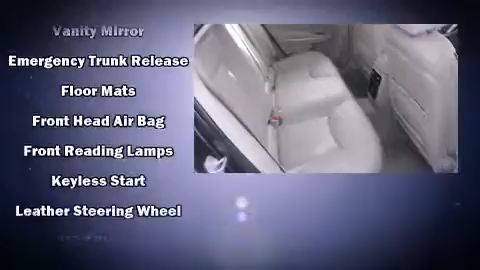 Vanity Mirror
Emergency Trunk Release
Floor Mats
Front Head Air Bag
Front Reading Lamps
Keyless Start
Leather Steering Wheel